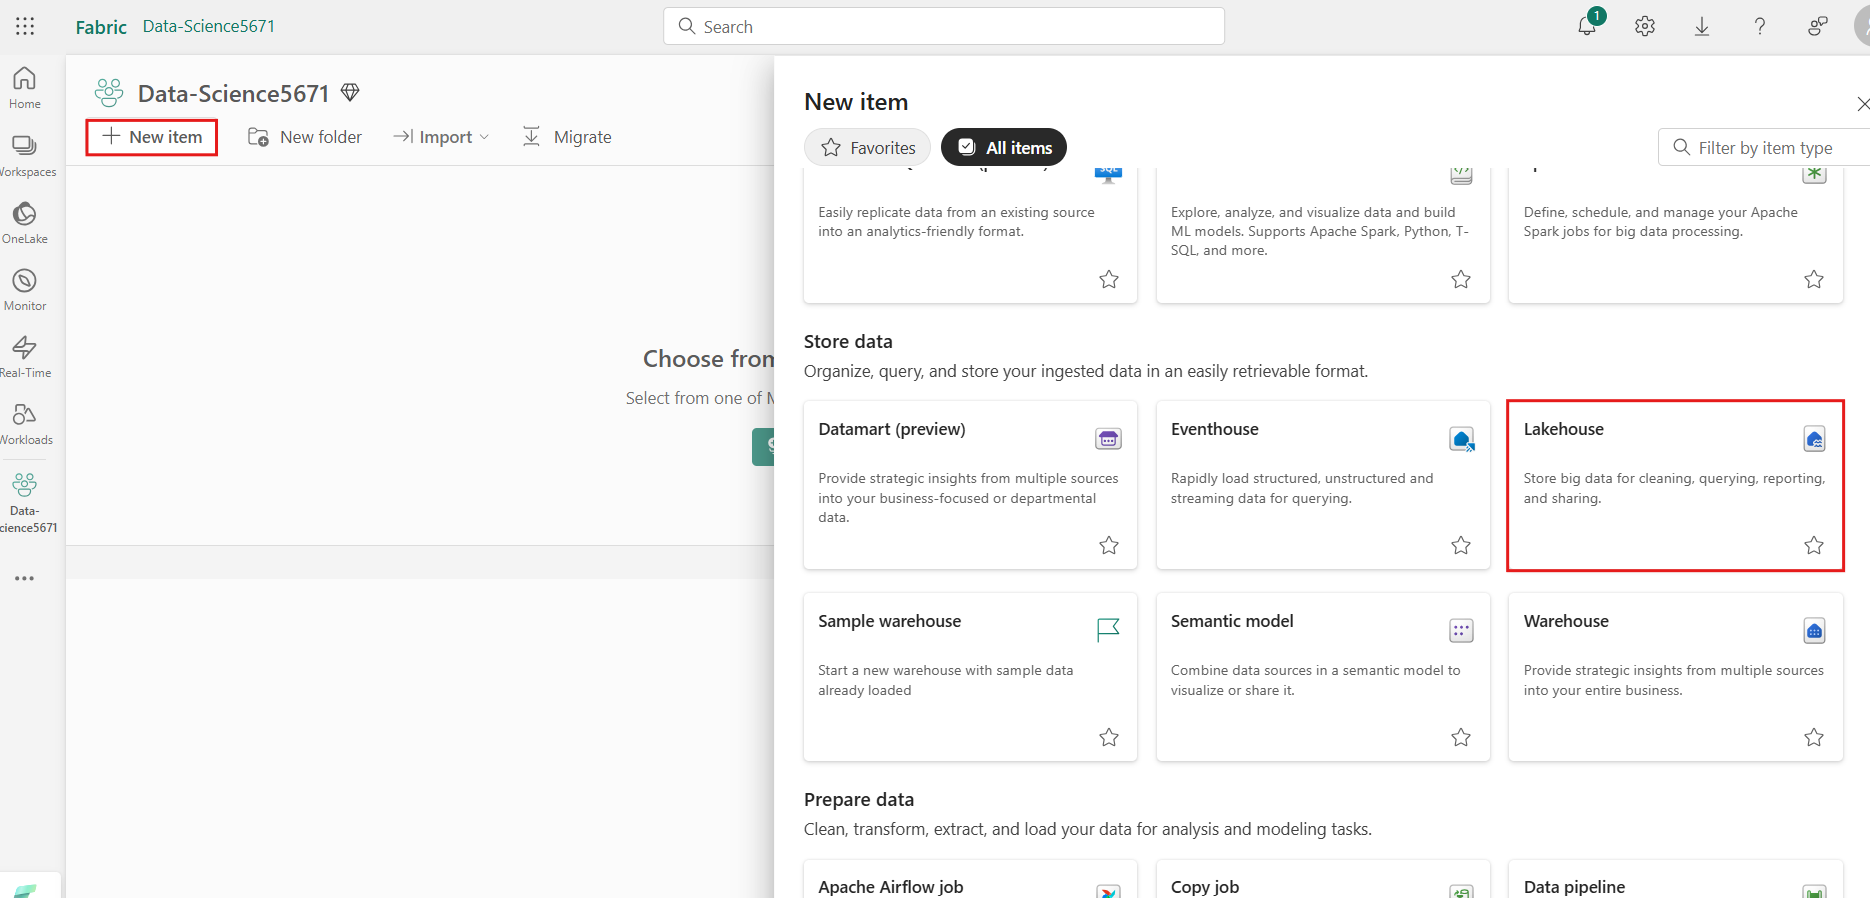 Fabric
Data-Science5671
Search
1
Home
Workspaces
OneLake
Monitor
Real-Time
Workloads
Data-
cience5671
Data-Science5671
New item
New folder
Import
Migrate
Choose from
Select from one of M
New item
Favorites
All items
Filter by item type
SQL
Easily replicate data from an existing source
into an analytics-friendly format.
Explore, analyze, and visualize data and build
ML models. Supports Apache Spark, Python, T-
SQL, and more.
Define, schedule, and manage your Apache
Spark jobs for big data processing.
Store data
Organize, query, and store your ingested data in an easily retrievable format.
Datamart (preview)
Provide strategic insights from multiple sources
into your business-focused or departmental
data.
Eventhouse
Rapidly load structured, unstructured and
streaming data for querying.
Lakehouse
Store big data for cleaning, querying, reporting,
and sharing.
Sample warehouse
Start a new warehouse with sample data
already loaded
Semantic model
Combine data sources in a semantic model to
visualize or share it.
Warehouse
Provide strategic insights from multiple sources
into your entire business.
Prepare data
Clean, transform, extract, and load your data for analysis and modeling tasks.
Apache Airflow job
Copy job
Data pipeline